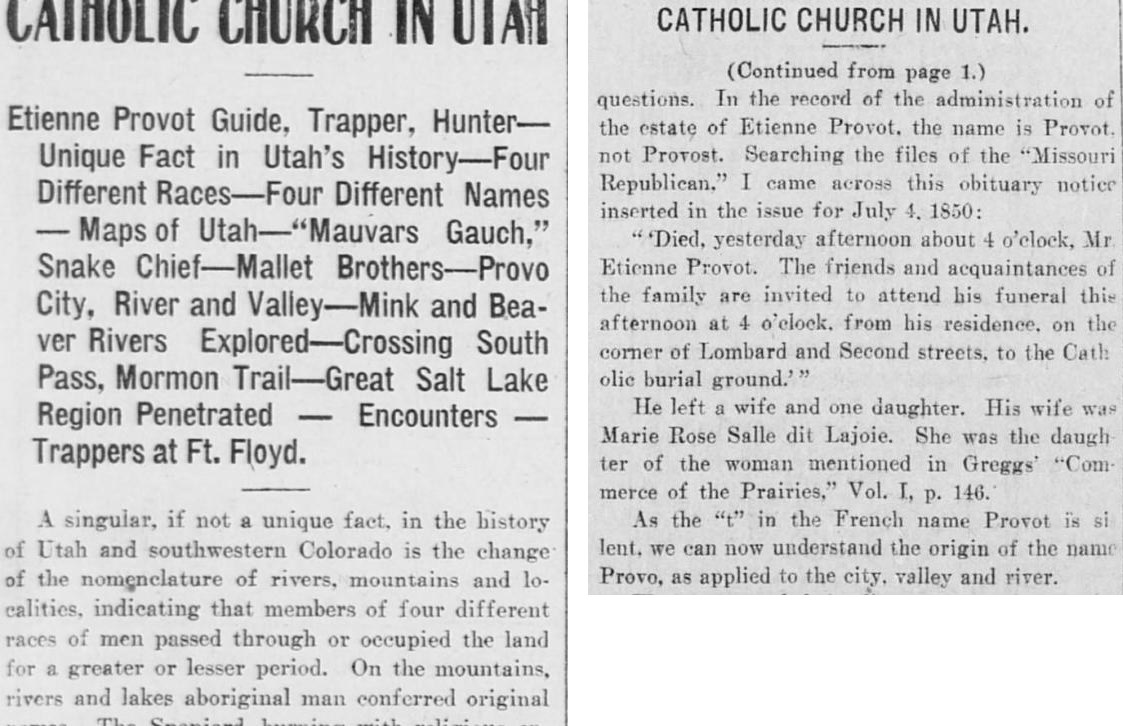 CATHOLIC CHURCH IN UTAH
Etienne Provot Guide, Trapper, Hunter—
Unique Fact in Utah's History—Four
Different Races—Four Different Names
— Maps of Utah—“Mauvars Gauch,”
Snake Chief—Mallet Brothers—Provo
City, River and Valley—Mink and Bea-
ver Rivers Explored—Crossing South
Pass, Mormon Trail—Great Salt Lake
Region Penetrated — Encounters —
Trappers at Ft. Floyd.
A singular, if not a unique fact, in the history
of Utah and southwestern Colorado is the change
of the nomenclature of rivers, mountains and lo-
calities, indicating that members of four different
races of men passed through or occupied the land
for a greater or lesser period. On the mountains,
rivers and lakes aboriginal man conferred original
The Spaniard, burning with religious
CATHOLIC CHURCH IN UTAH.
(Continued from page 1.)
questions. In the record of the administration of
the estate of Etienne Provot, the name is Provot,
not Provost. Searching the files of the “Missouri
Republican,” I came across this obituary notice
inserted in the issue for July 4, 1850:
“‘Died, yesterday afternoon about 4 o'clock, Mr.
Etienne Provot. The friends and acquaintances of
the family are invited to attend his funeral this
afternoon at 4 o'clock, from his residence, on the
corner of Lombard and Second streets, to the Cath
olic burial ground.’”
He left a wife and one daughter. His wife was
Marie Rose Salle dit Lajoie. She was the daugh
ter of the woman mentioned in Greggs' “Com-
merce of the Prairies,” Vol. I, p. 146.
As the “t” in the French name Provot is si
lent, we can now understand the origin of the name
Provo, as applied to the city, valley and river.